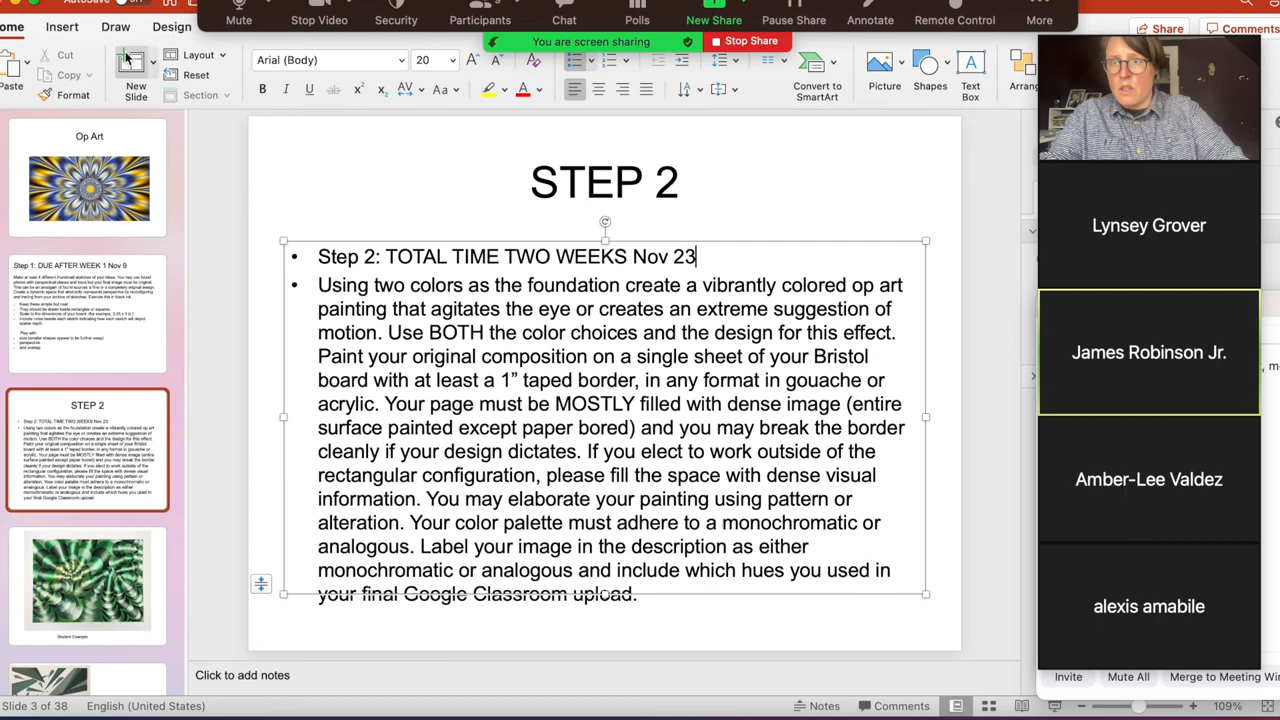 Mute Stop Video Security Participants Chat Polls New Share Pause Share Annotate Remote Control More
You are screen sharing Stop Share
ome Insert Draw Design
Share Comments
Cut Copy Format
Paste
New Slide
Layout Reset Section
Arial (Body) 20
B I U ab x² x₂ AV Aa A
Convert to SmartArt
Picture Shapes Text Box Arrang
Op Art
Step 1: DUE AFTER WEEK 1 Nov 9
STEP 2
Student Example
STEP 2
• Step 2: TOTAL TIME TWO WEEKS Nov 23
• Using two colors as the foundation create a vibrantly colored op art
painting that agitates the eye or creates an extreme suggestion of
motion. Use BOTH the color choices and the design for this effect.
Paint your original composition on a single sheet of your Bristol
board with at least a 1” taped border, in any format in gouache or
acrylic. Your page must be MOSTLY filled with dense image (entire
surface painted except paper bored) and you may break the border
cleanly if your design dictates. If you elect to work outside of the
rectangular configuration, please fill the space with dense visual
information. You may elaborate your painting using pattern or
alteration. Your color palette must adhere to a monochromatic or
analogous. Label your image in the description as either
monochromatic or analogous and include which hues you used in
your final Google Classroom upload.
Click to add notes
Lynsey Grover
James Robinson Jr.
Amber-Lee Valdez
alexis amabile
Invite Mute All Merge to Meeting Win
Slide 3 of 38 English (United States) Notes Comments 109%